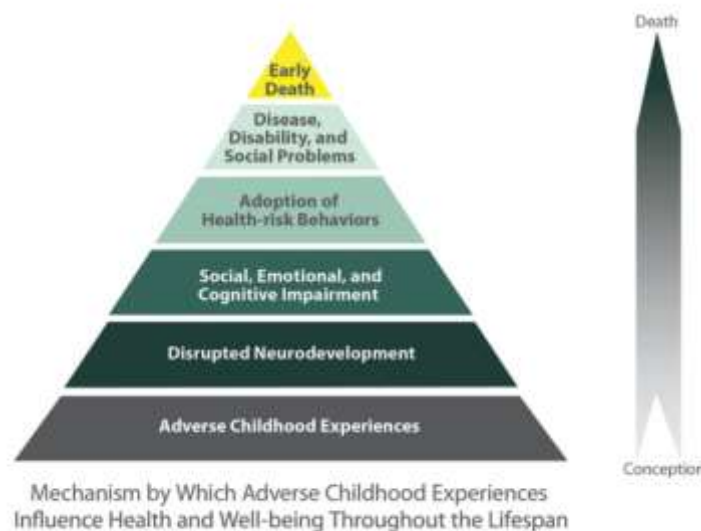 Death
Early
Death
Disease,
Disability, and
Social Problems
Adoption of
Health-risk Behaviors
Social, Emotional, and
Cognitive Impairment
Disrupted Neurodevelopment
Adverse Childhood Experiences
Conception
Mechanism by Which Adverse Childhood Experiences
Influence Health and Well-being Throughout the Lifespan